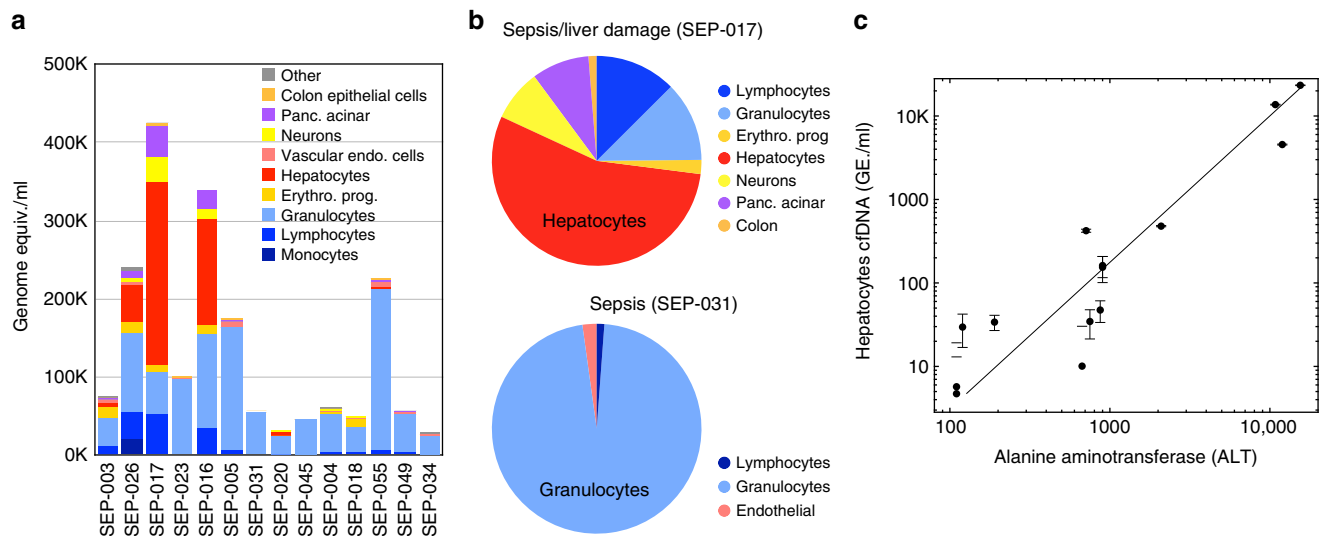 a
500K
400K
300K
200K
100K
0K
Genome equiv./ml
Other
Colon epithelial cells
Panc. acinar
Neurons
Vascular endo. cells
Hepatocytes
Erythro. prog.
Granulocytes
Lymphocytes
Monocytes
SEP-003
SEP-026
SEP-017
SEP-023
SEP-016
SEP-005
SEP-031
SEP-020
SEP-045
SEP-004
SEP-018
SEP-055
SEP-049
SEP-034
b
Sepsis/liver damage (SEP-017)
Hepatocytes
Lymphocytes
Granulocytes
Erythro. prog
Hepatocytes
Neurons
Panc. acinar
Colon
Sepsis (SEP-031)
Granulocytes
Lymphocytes
Granulocytes
Endothelial
c
Hepatocytes cfDNA (GE./ml)
10K
1000
100
10
100
1000
10,000
Alanine aminotransferase (ALT)